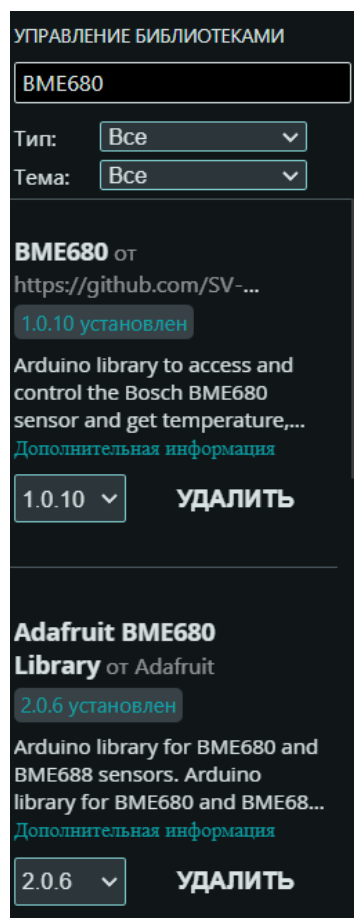 УПРАВЛЕНИЕ БИБЛИОТЕКАМИ
BME680
Тип: Все
Тема: Все
BME680 от
https://github.com/SV-...
1.0.10 установлен
Arduino library to access and
control the Bosch BME680
sensor and get temperature,...
Дополнительная информация
1.0.10 УДАЛИТЬ
Adafruit BME680
Library от Adafruit
2.0.6 установлен
Arduino library for BME680 and
BME688 sensors. Arduino
library for BME680 and BME68...
Дополнительная информация
2.0.6 УДАЛИТЬ